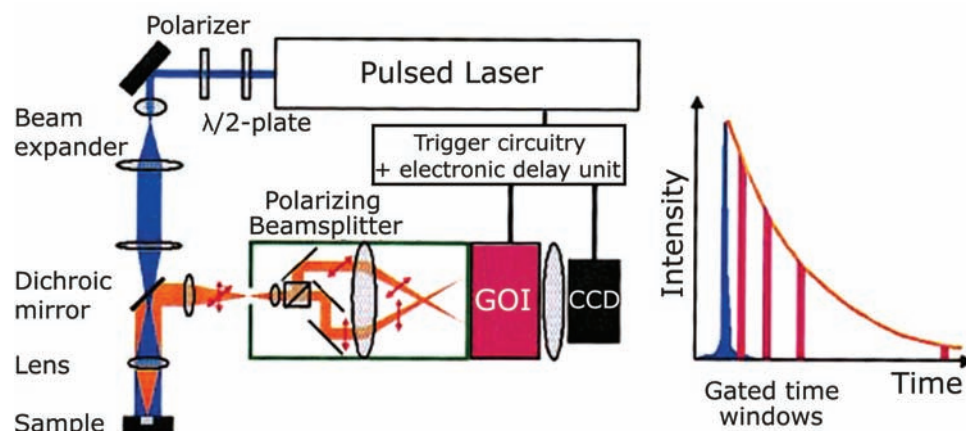 Polarizer
Pulsed Laser
λ/2-plate
Beam
expander
Trigger circuitry
+ electronic delay unit
Polarizing
Beamsplitter
Dichroic
mirror
GOI
CCD
Lens
Sample
Intensity
Time
Gated time
windows